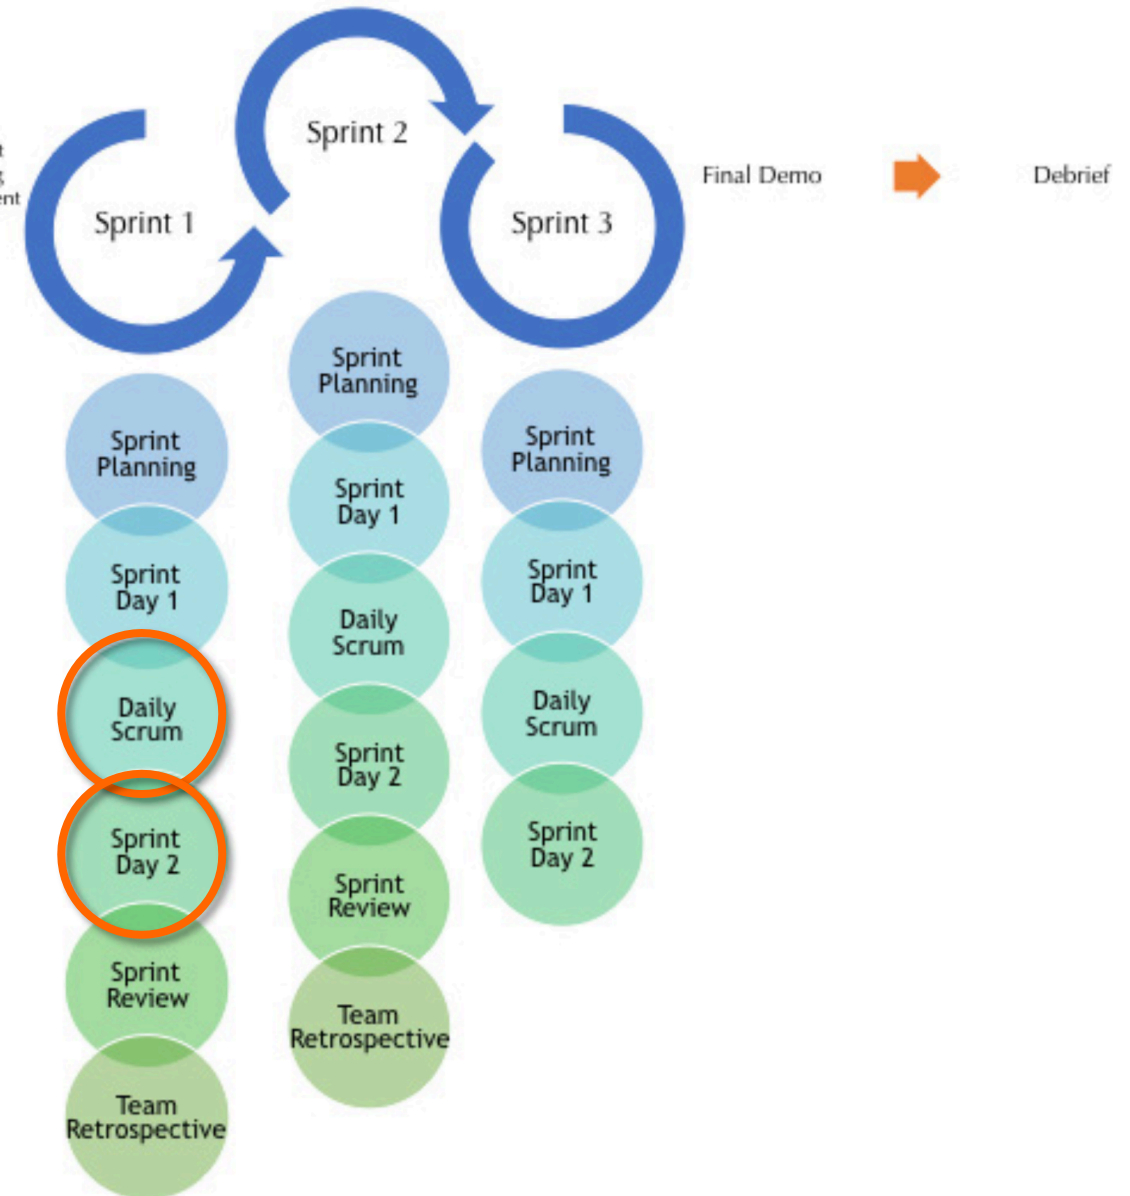 Sprint 1
Sprint 2
Sprint 3
Final Demo
Debrief
Sprint
Planning
Sprint
Day 1
Daily
Scrum
Sprint
Day 2
Sprint
Review
Team
Retrospective
Sprint
Planning
Sprint
Day 1
Daily
Scrum
Sprint
Day 2
Sprint
Review
Team
Retrospective
Sprint
Planning
Sprint
Day 1
Daily
Scrum
Sprint
Day 2